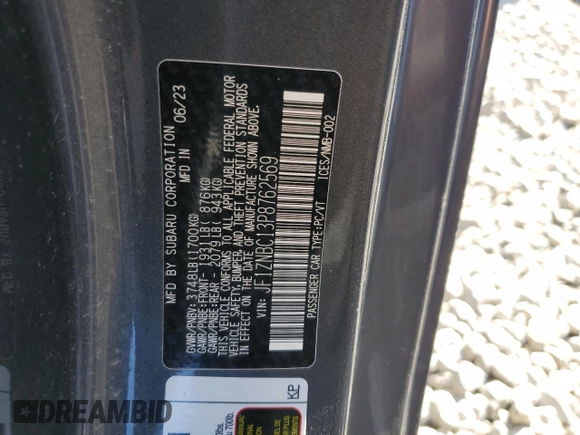 MFD BY SUBARU CORPORATION 06/23
MFD IN
GVWR/PNBV: 3748LB(1700KG)
GAWR/PNBE:FRONT- 1931LB( 876KG)
GAWR/PNBE:REAR - 2079LB( 943KG)
THIS VEHICLE CONFORMS TO ALL APPLICABLE FEDERAL MOTOR
VEHICLE SAFETY, BUMPER, AND THEFT PREVENTION STANDARDS
IN EFFECT ON THE DATE OF MANUFACTURE SHOWN ABOVE.
VIN: JF1ZNBC13P8762569
PASSENGER CAR TYPE:PC/VT ICES/NMB-002
KP
DREAMBID